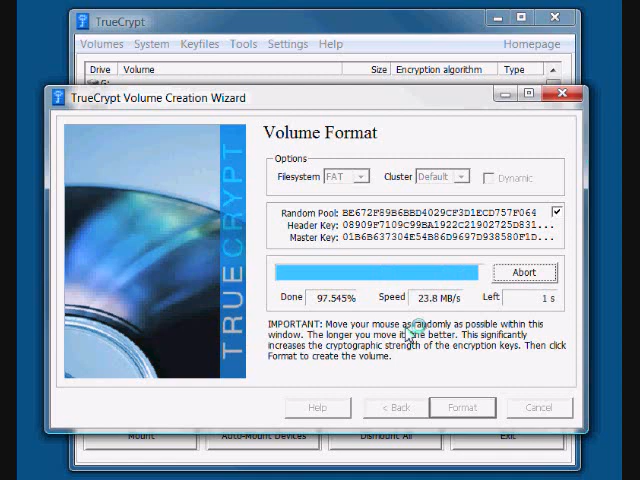 TrueCrypt
Volumes System Keyfiles Tools Settings Help Homepage
Drive Volume Size Encryption algorithm Type
G:
TrueCrypt Volume Creation Wizard
TRUECRYPT
Volume Format
Options
Filesystem FAT Cluster Default Dynamic
Random Pool: BE672F89B6BBD4029CF3D1ECD757F064
Header Key: 08909F7109C99BA1922C21902725D831...
Master Key: 01B6B637304E54B86D9697D938580F1D...
Abort
Done 97.545% Speed 23.8 MB/s Left 1 s
IMPORTANT: Move your mouse as randomly as possible within this
window. The longer you move it, the better. This significantly
increases the cryptographic strength of the encryption keys. Then click
Format to create the volume.
Help < Back Format Cancel
Mount Auto-Mount Devices Dismount All Exit